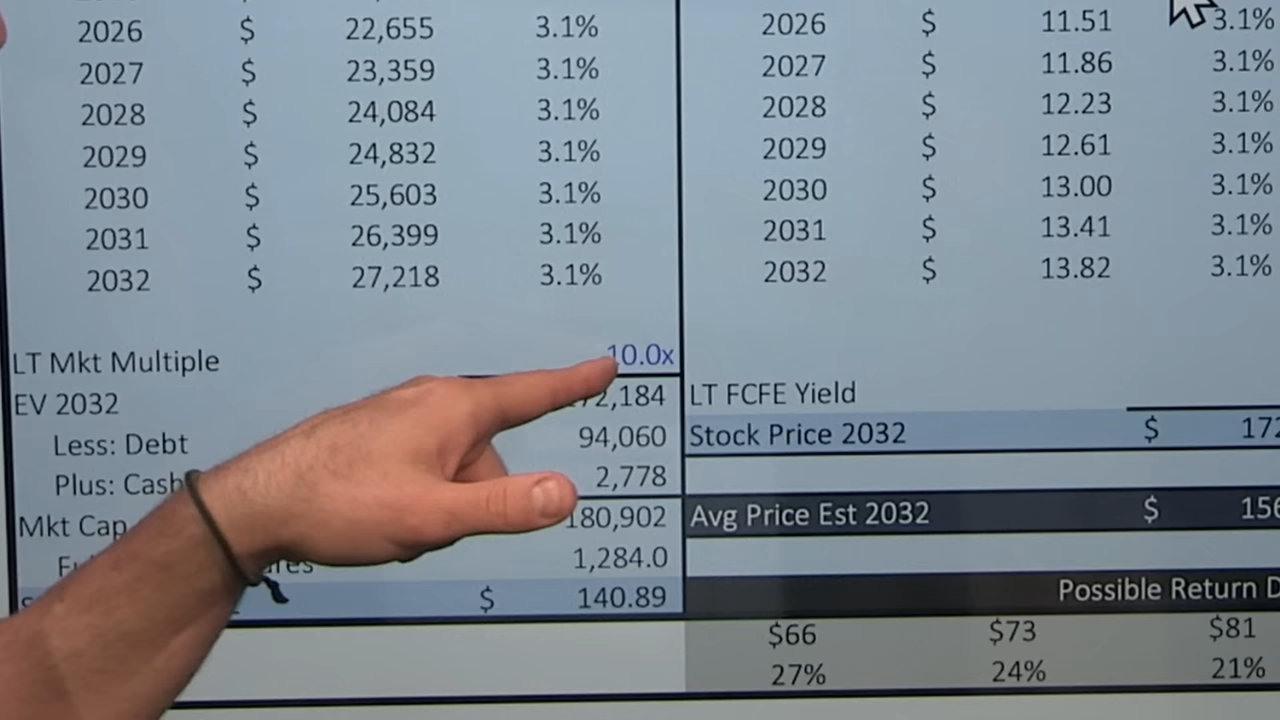 2026 $ 22,655 3.1%
2027 $ 23,359 3.1%
2028 $ 24,084 3.1%
2029 $ 24,832 3.1%
2030 $ 25,603 3.1%
2031 $ 26,399 3.1%
2032 $ 27,218 3.1%
LT Mkt Multiple 10.0x
EV 2032 72,184
Less: Debt 94,060
Plus: Cash 2,778
Mkt Cap 180,902
1,284.0
$ 140.89
2026 $ 11.51 3.1%
2027 $ 11.86 3.1%
2028 $ 12.23 3.1%
2029 $ 12.61 3.1%
2030 $ 13.00 3.1%
2031 $ 13.41 3.1%
2032 $ 13.82 3.1%
LT FCFE Yield
Stock Price 2032 $ 172
Avg Price Est 2032 $ 156
Possible Return D
$66 $73 $81
27% 24% 21%